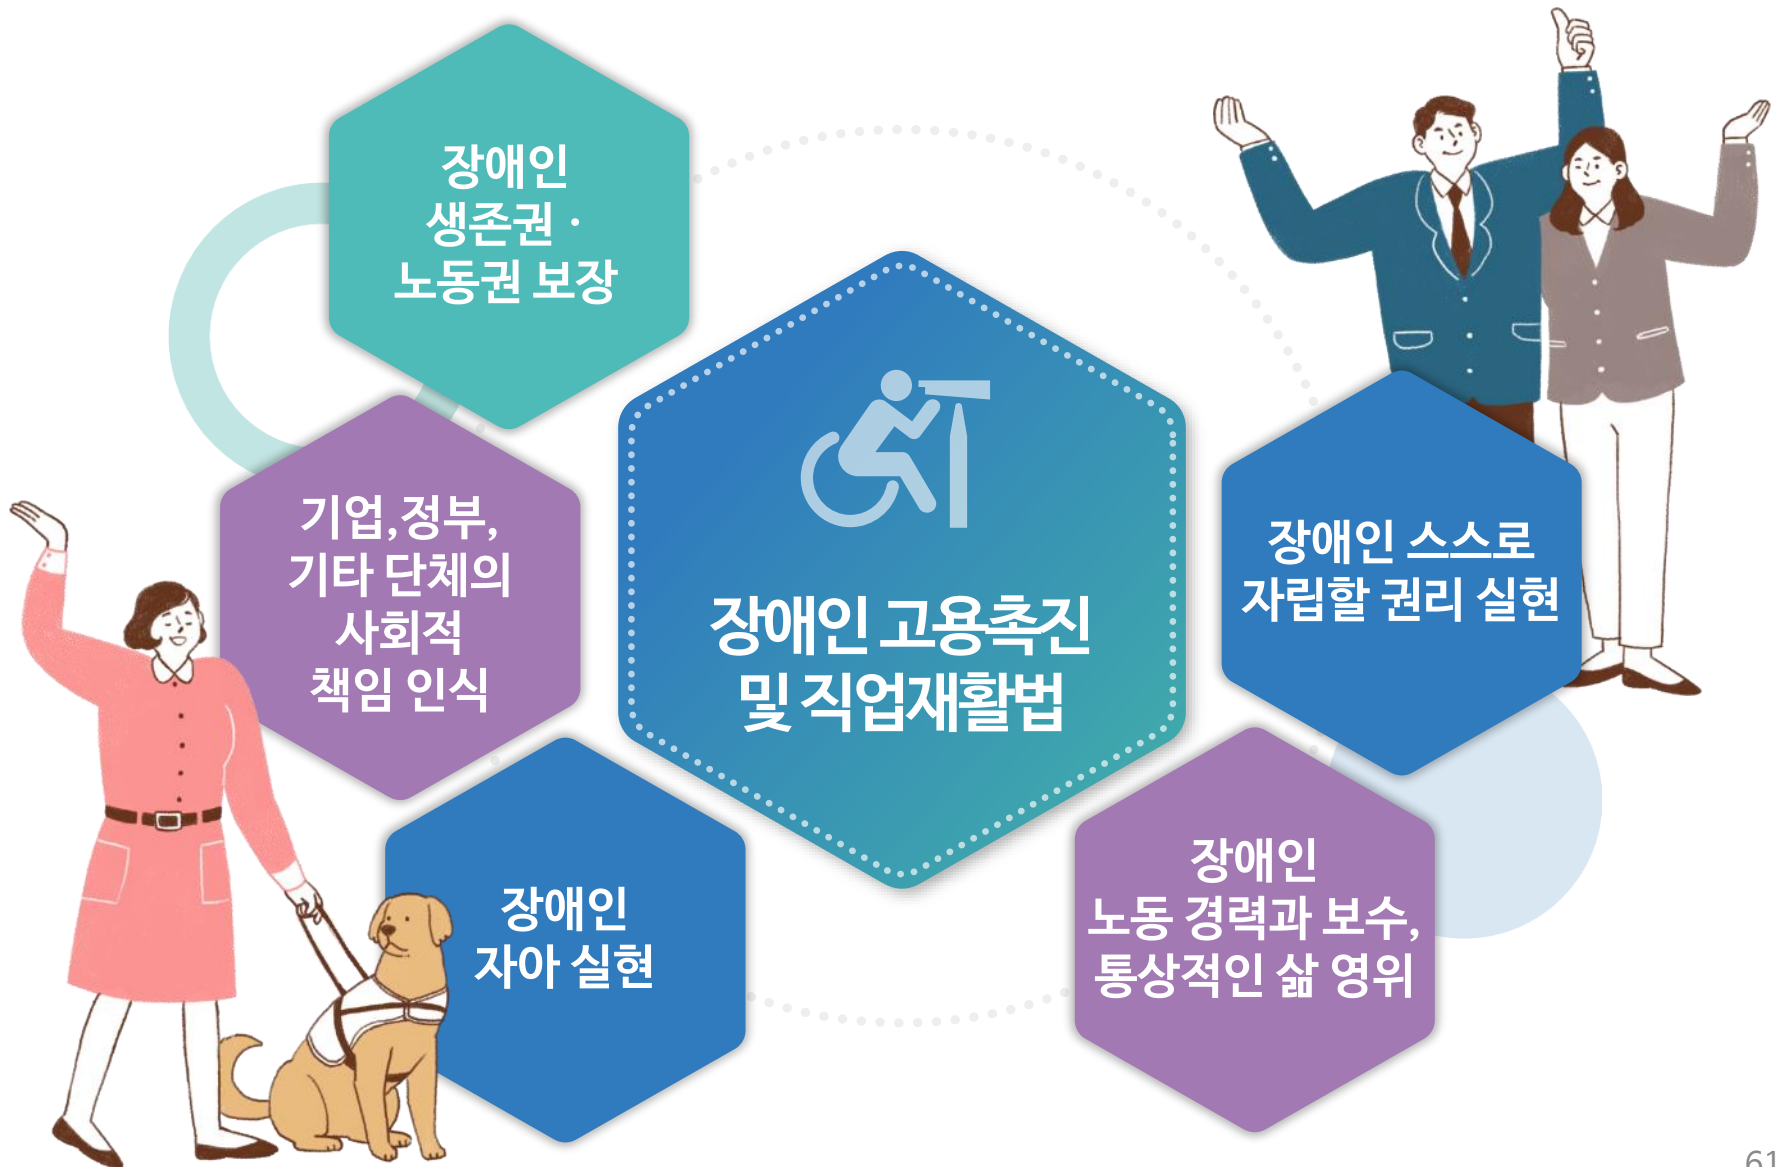 장애인
생존권 ·
노동권 보장
기업,정부,
기타 단체의
사회적
책임 인식
장애인
자아 실현
장애인 고용촉진
및 직업재활법
장애인 스스로
자립할 권리 실현
장애인
노동 경력과 보수,
통상적인 삶 영위
61